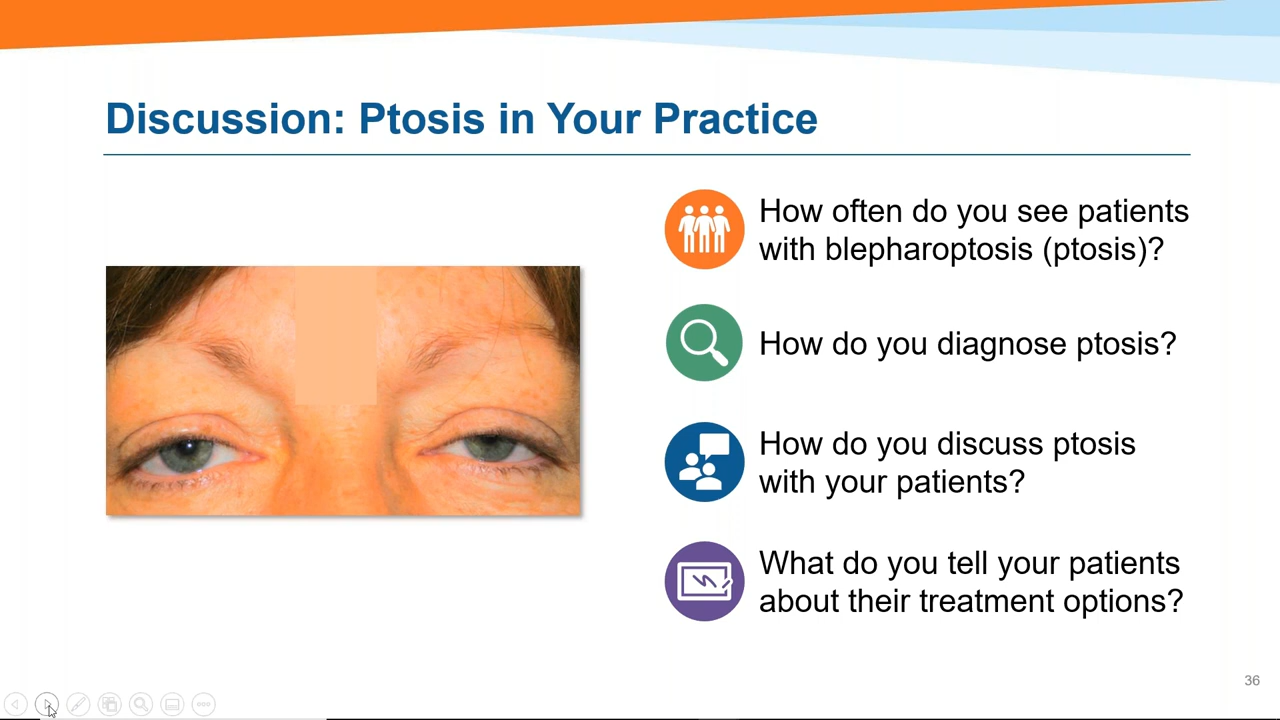 Discussion: Ptosis in Your Practice
How often do you see patients
with blepharoptosis (ptosis)?
How do you diagnose ptosis?
How do you discuss ptosis
with your patients?
What do you tell your patients
about their treatment options?
36